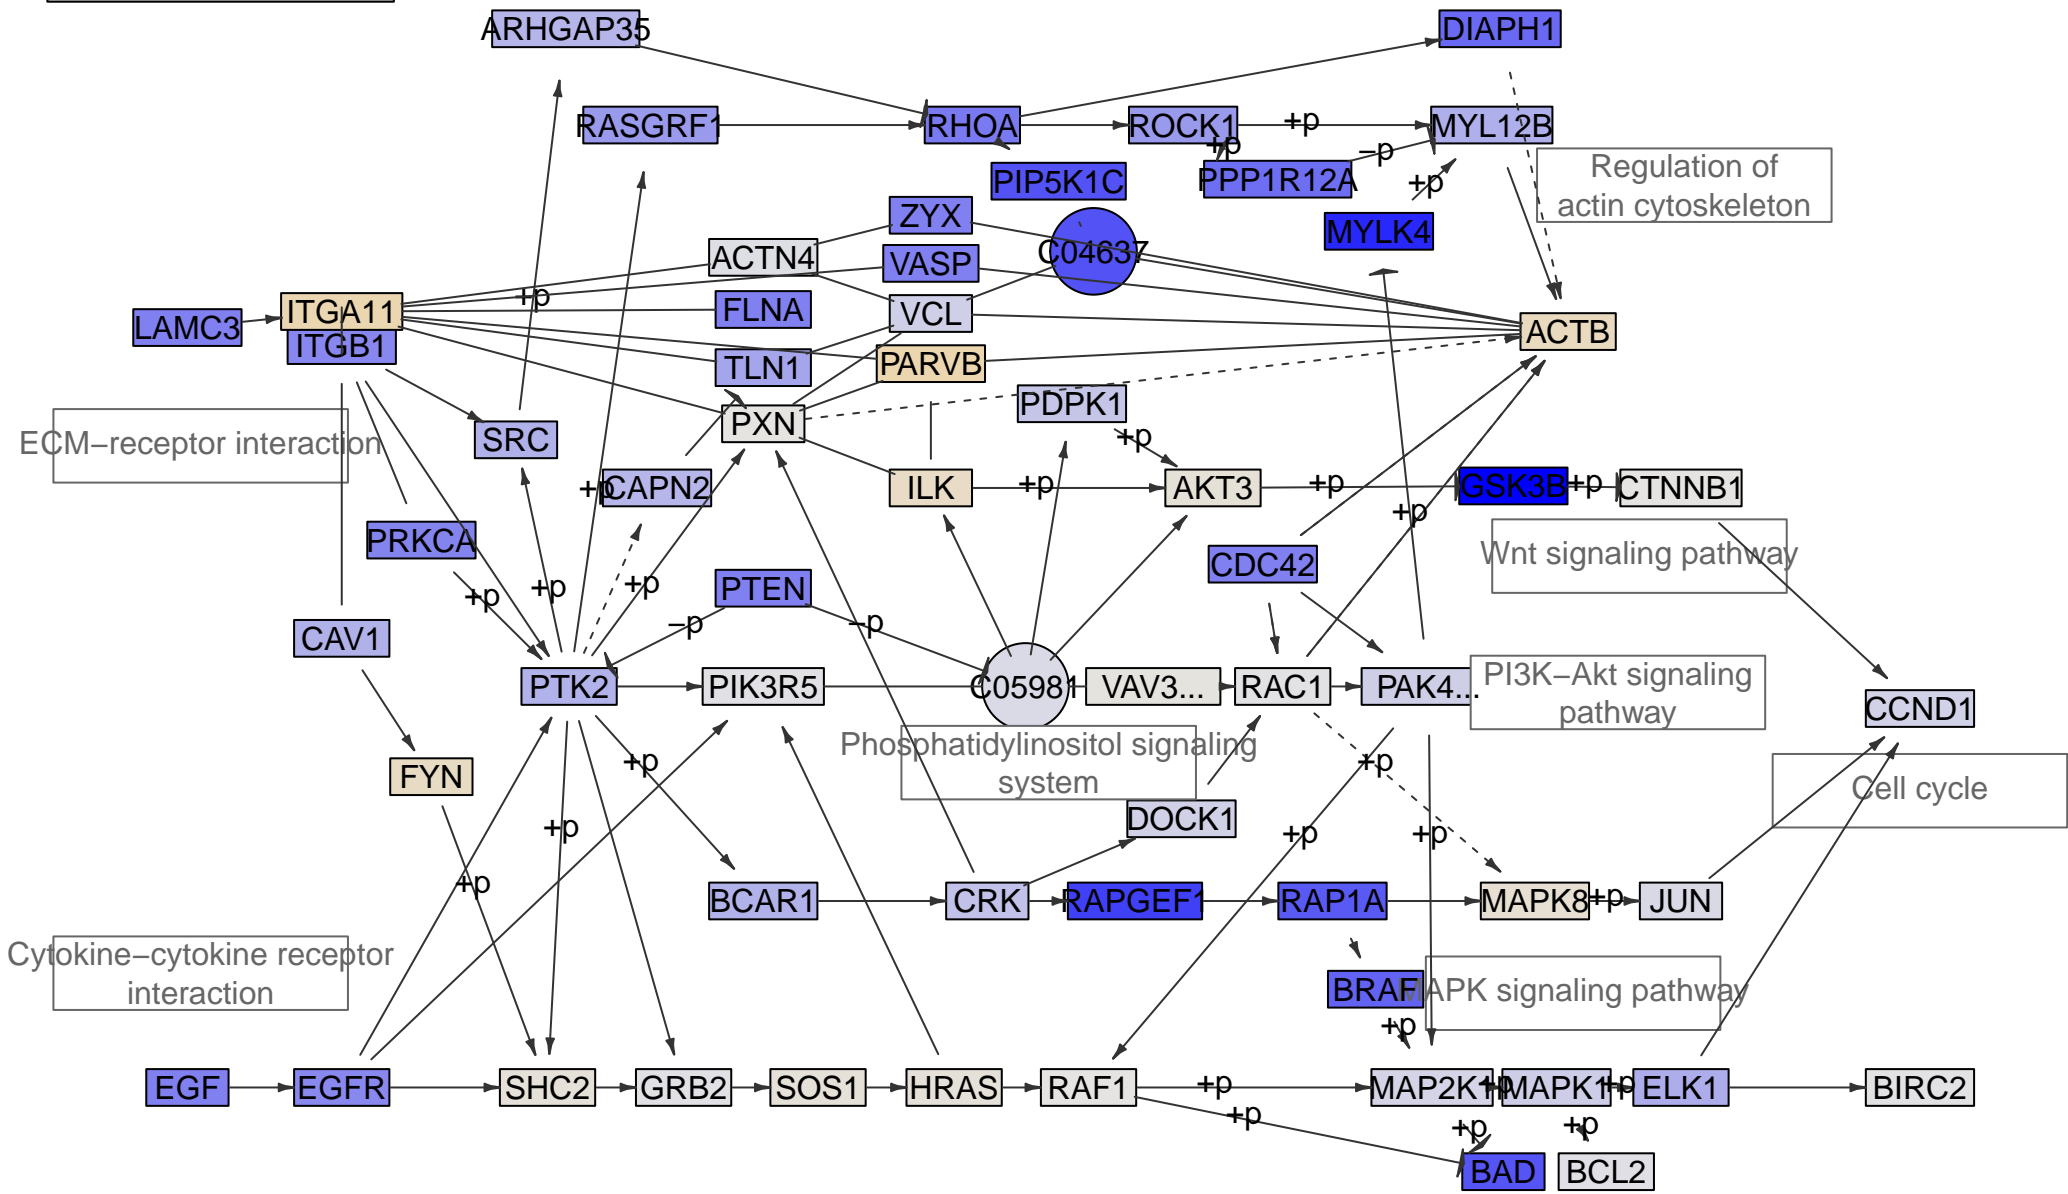 ARHGAP35
DIAPH1
RASGRF1
RHOA
ROCK1
+p
MYL12B
+p
−p
PIP5K1C
PPP1R12A
+p
Regulation of
actin cytoskeleton
ZYX
MYLK4
ACTN4
VASP
C04637
+p
ITGA11
FLNA
VCL
LAMC3
ITGB1
ACTB
TLN1
PARVB
PDPK1
PXN
+p
ECM−receptor interaction
SRC
+p
CAPN2
ILK
+p
AKT3
+p
GSK3B
+p
CTNNB1
+p
PRKCA
Wnt signaling pathway
CDC42
+p
+p
+p
PTEN
−p
−p
CAV1
PTK2
PIK3R5
C05981
VAV3...
RAC1
PAK4...
PI3K−Akt signaling
pathway
CCND1
Phosphatidylinositol signaling
system
+p
+p
FYN
Cell cycle
DOCK1
+p
+p
+p
+p
BCAR1
CRK
RAPGEF1
RAP1A
MAPK8
+p
JUN
Cytokine−cytokine receptor
interaction
BRAF
MAPK signaling pathway
+p
EGF
EGFR
SHC2
GRB2
SOS1
HRAS
RAF1
+p
MAP2K1
+p
MAPK1
+p
ELK1
BIRC2
+p
+p
+p
BAD
BCL2